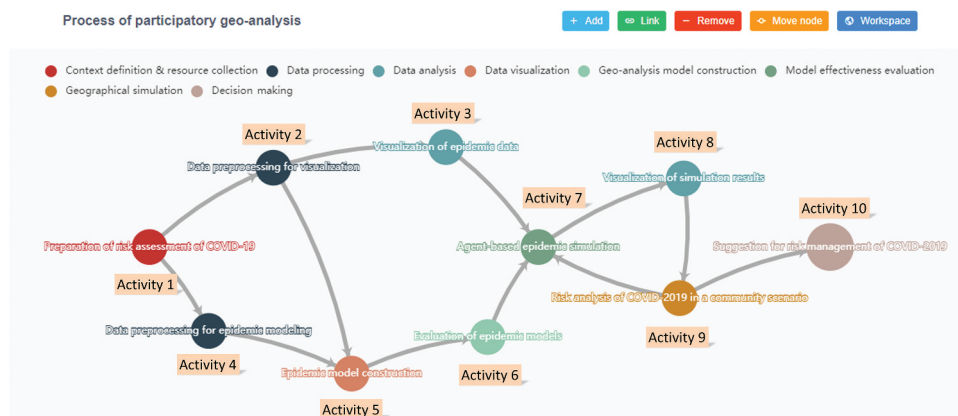 Process of participatory geo-analysis
Add
Link
Remove
Move node
Workspace
Context definition & resource collection
Data processing
Data analysis
Data visualization
Geo-analysis model construction
Model effectiveness evaluation
Geographical simulation
Decision making
Activity 3
Visualization of epidemic data
Activity 2
Data preprocessing for visualization
Activity 8
Visualization of simulation results
Activity 7
Agent-based epidemic simulation
Activity 10
Suggestion for risk management of COVID-2019
Preparation of risk assessment of COVID-19
Activity 1
Risk analysis of COVID-2019 in a community scenario
Activity 9
Data preprocessing for epidemic modeling
Activity 4
Evaluation of epidemic models
Activity 6
Epidemic model construction
Activity 5